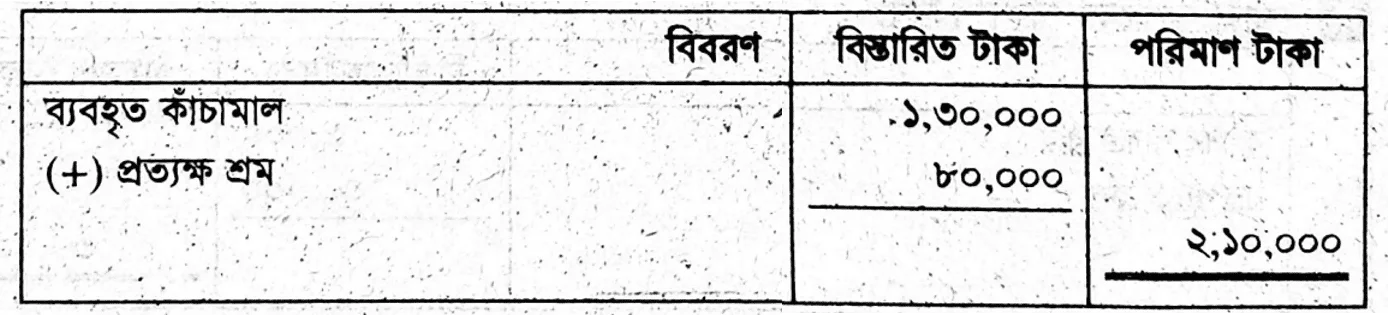 বিবরণ বিস্তারিত টাকা পরিমাণ টাকা
ব্যবহৃত কাঁচামাল ১,৩০,০০০
(+) প্রত্যক্ষ শ্রম ৮০,০০০
২,১০,০০০